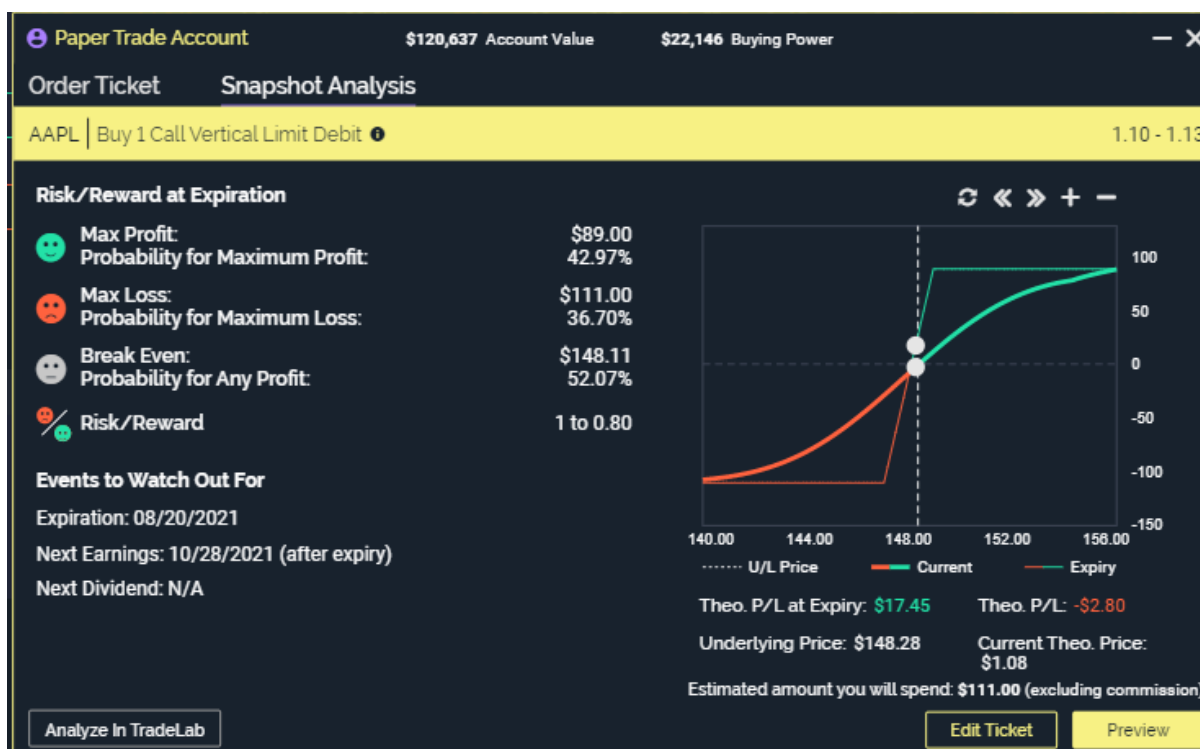 Paper Trade Account $120,637 Account Value $22,146 Buying Power
Order Ticket Snapshot Analysis
AAPL | Buy 1 Call Vertical Limit Debit 1.10 - 1.13
Risk/Reward at Expiration
Max Profit: $89.00
Probability for Maximum Profit: 42.97%
Max Loss: $111.00
Probability for Maximum Loss: 36.70%
Break Even: $148.11
Probability for Any Profit: 52.07%
Risk/Reward 1 to 0.80
Events to Watch Out For
Expiration: 08/20/2021
Next Earnings: 10/28/2021 (after expiry)
Next Dividend: N/A
100
50
0
-50
-100
-150
140.00 144.00 148.00 152.00 156.00
U/L Price Current Expiry
Theo. P/L at Expiry: $17.45 Theo. P/L: -$2.80
Underlying Price: $148.28 Current Theo. Price:
$1.08
Estimated amount you will spend: $111.00 (excluding commission)
Analyze In TradeLab Edit Ticket Preview